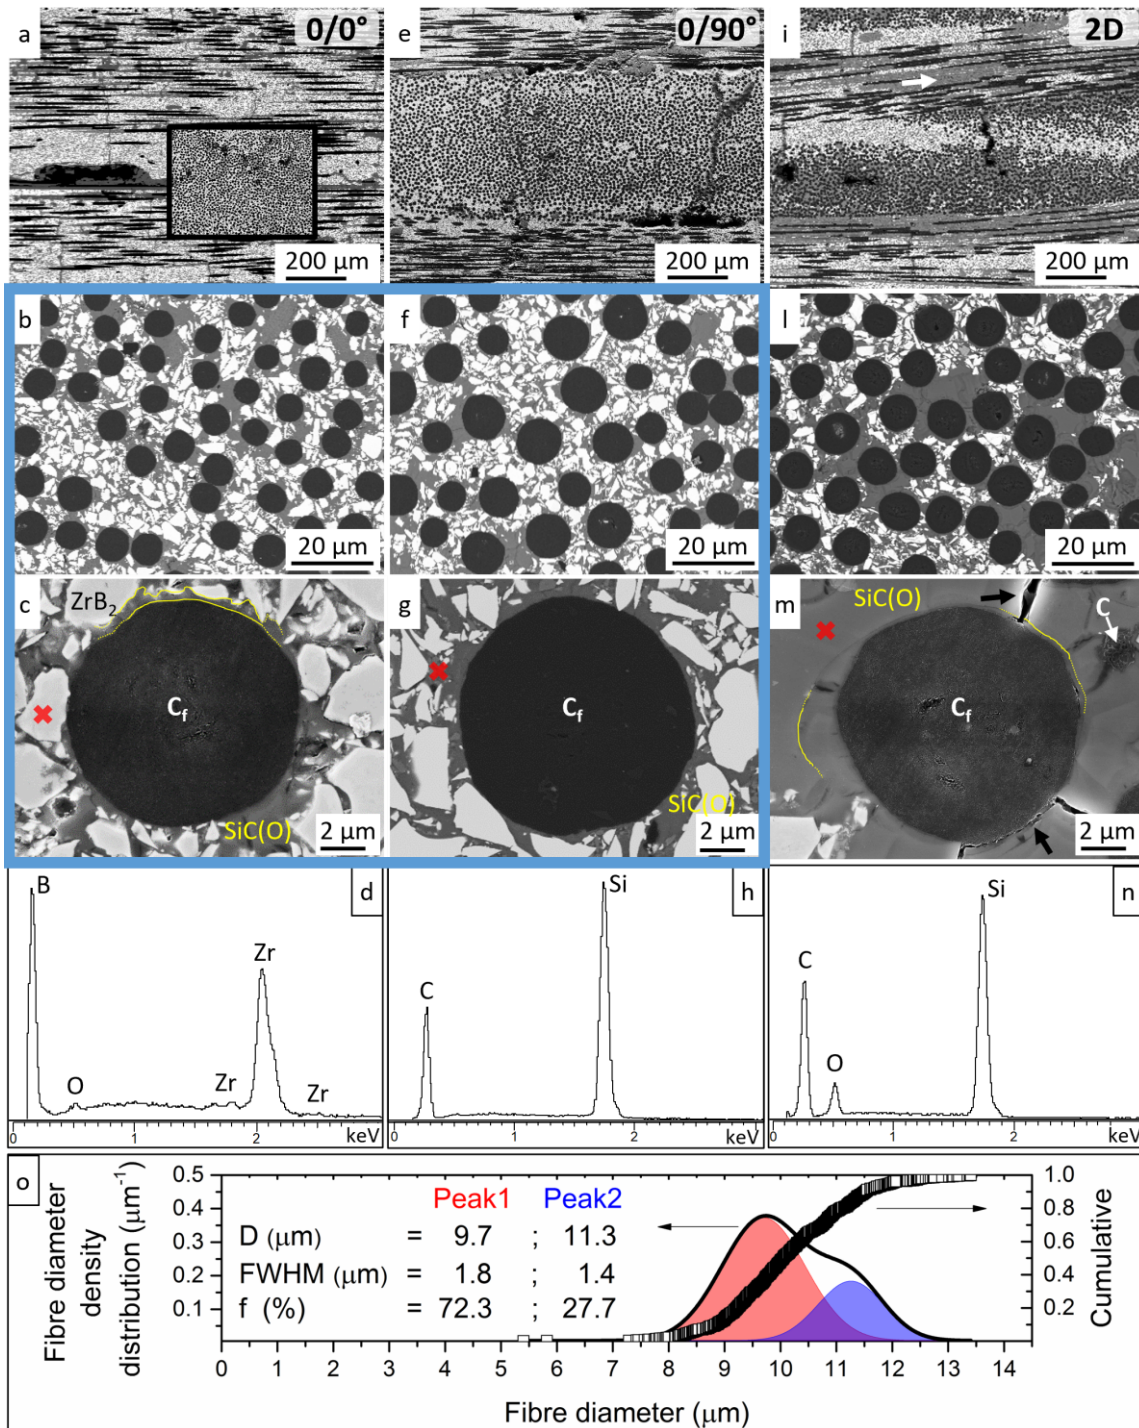 a
0/0°
200 µm
e
0/90°
200 µm
i
2D
200 µm
b
20 µm
f
20 µm
l
20 µm
c
ZrB2
Cf
SiC(O)
2 µm
g
Cf
SiC(O)
2 µm
m
SiC(O)
C
Cf
2 µm
d
B
O
Zr
Zr
Zr
0 1 2 keV
h
C
Si
0 1 2 keV
n
C
O
Si
0 1 2 keV
o
Fibre diameter
density
distribution (µm-1)
0.5
0.4
0.3
0.2
0.1
Peak1 Peak2
D (µm) = 9.7 ; 11.3
FWHM (µm) = 1.8 ; 1.4
f (%) = 72.3 ; 27.7
1.0
0.8
0.6
0.4
0.2
Cumulative
0 1 2 3 4 5 6 7 8 9 10 11 12 13 14
Fibre diameter (µm)